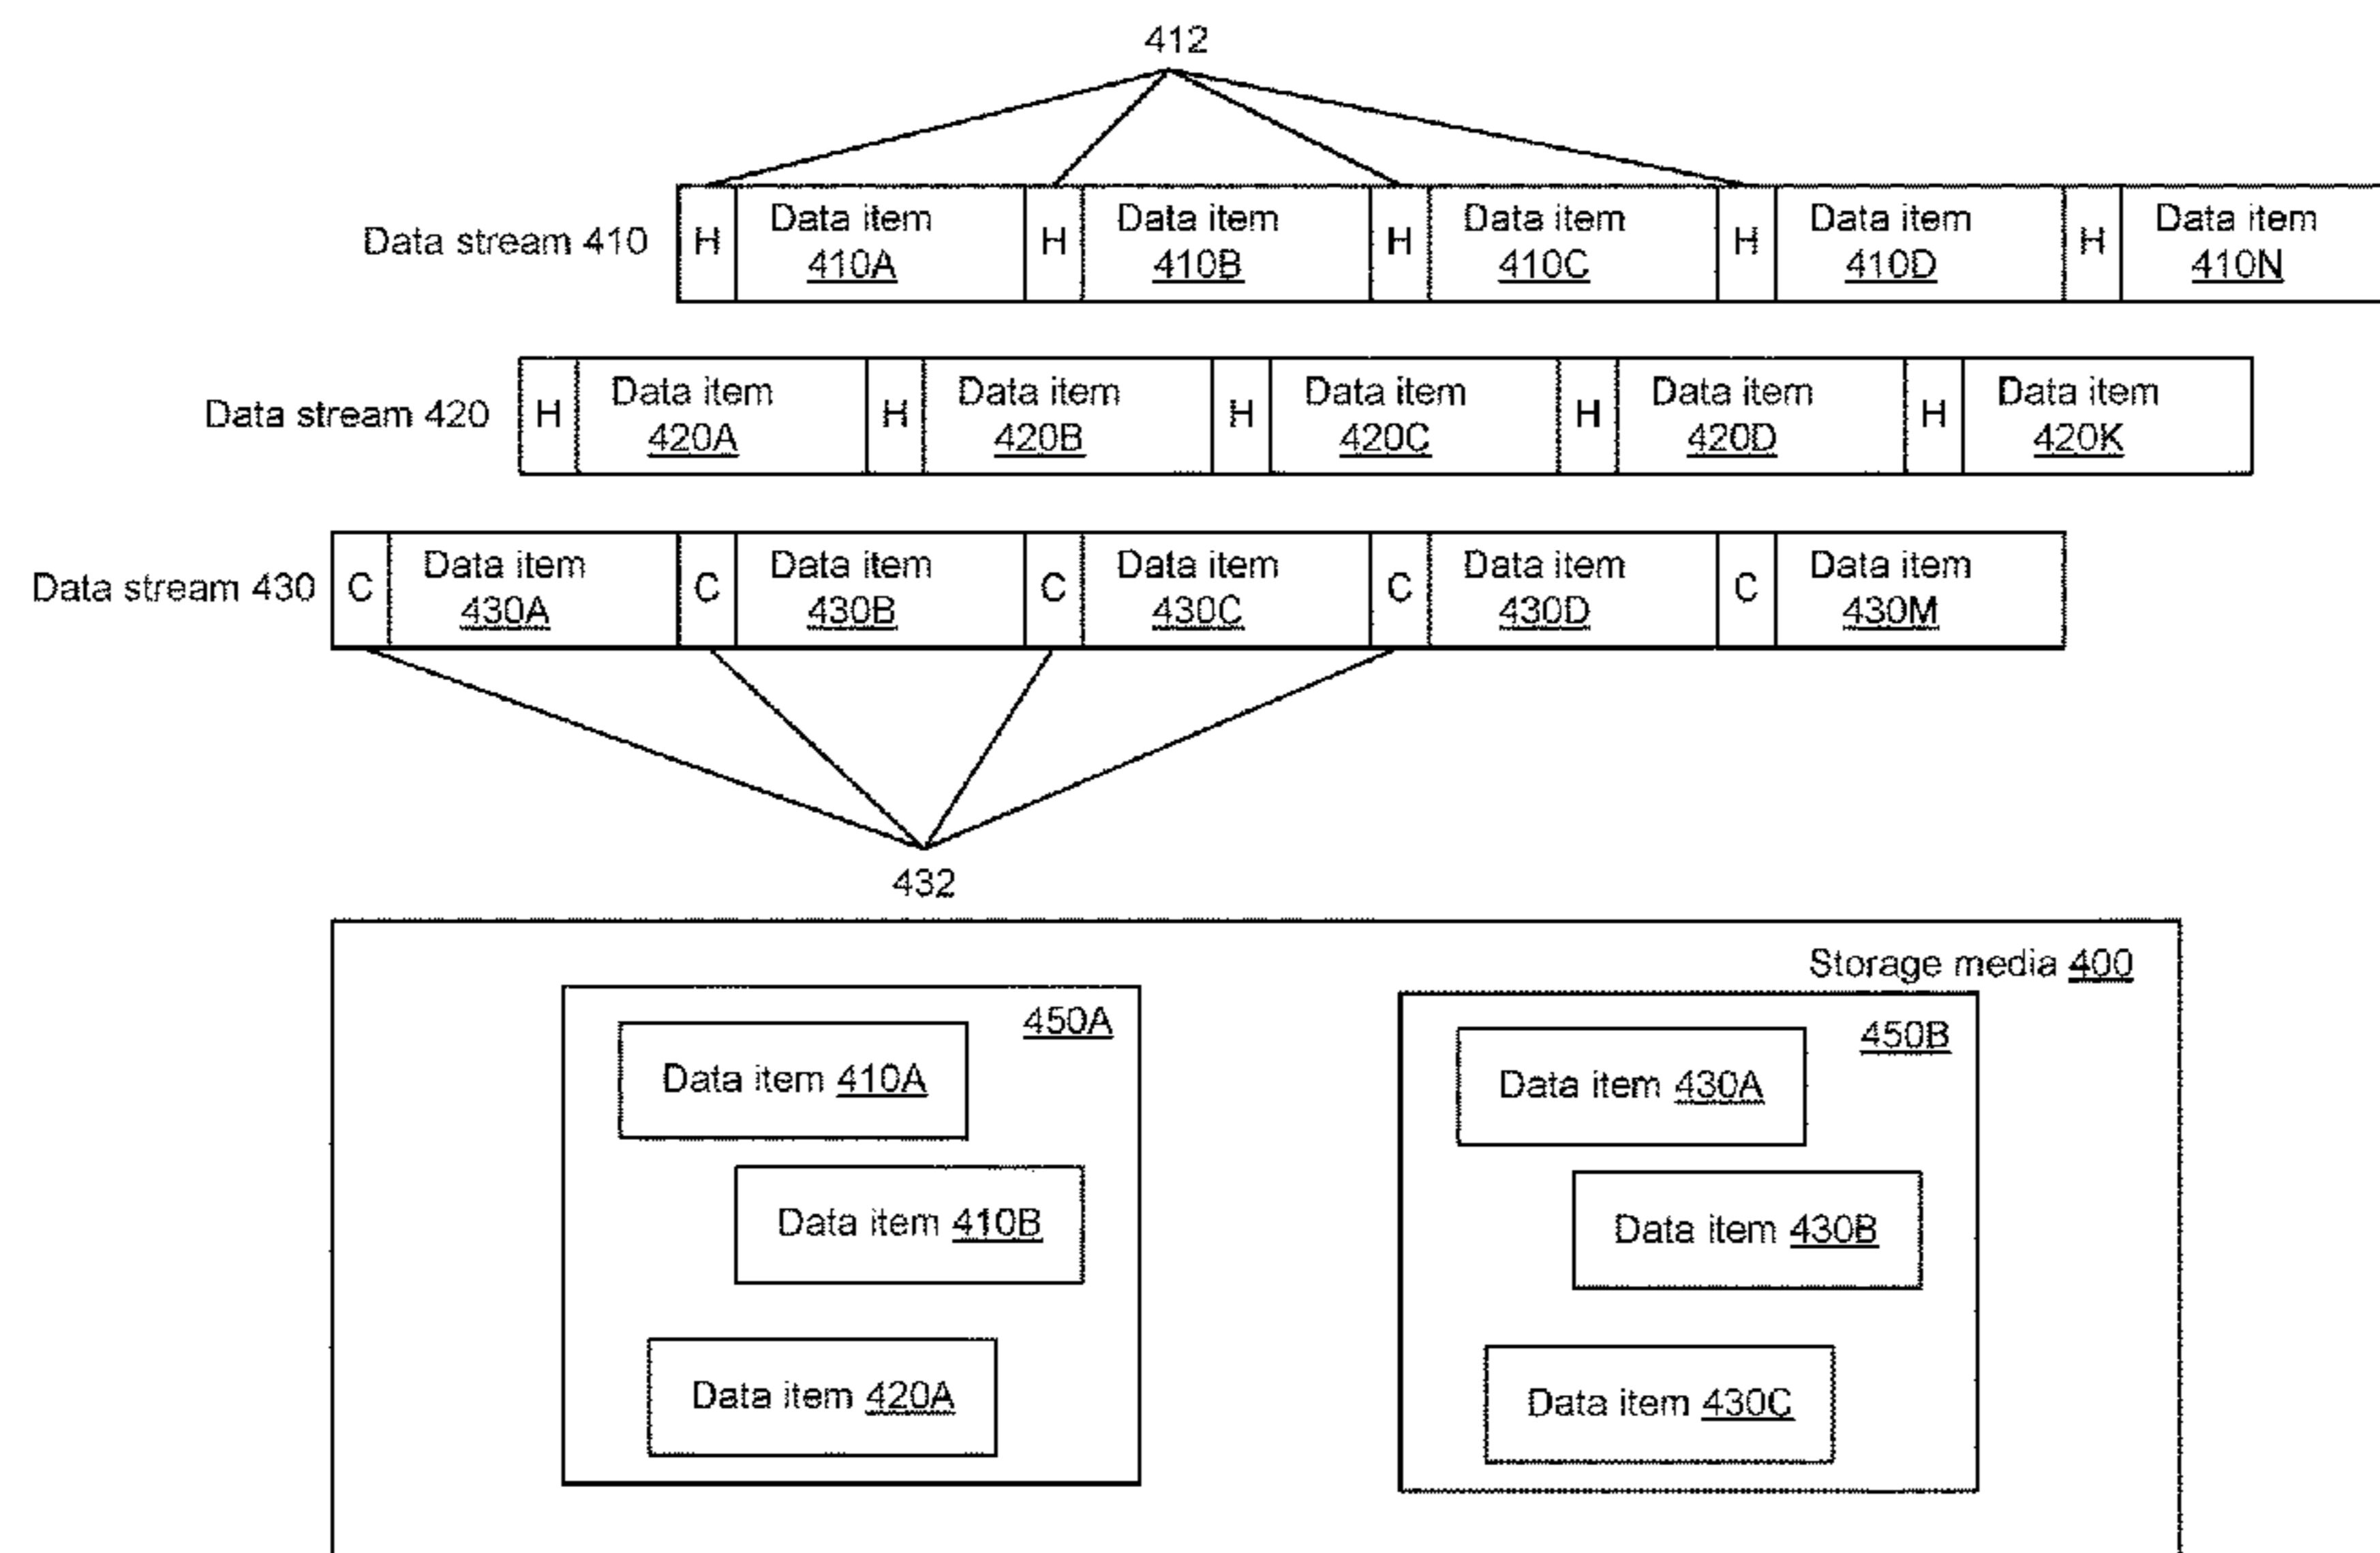 412
Data stream 410 H Data item 410A H Data item 410B H Data item 410C H Data item 410D H Data item 410N
Data stream 420 H Data item 420A H Data item 420B H Data item 420C H Data item 420D H Data item 420K
Data stream 430 C Data item 430A C Data item 430B C Data item 430C C Data item 430D C Data item 430M
432
Storage media 400
450A
Data item 410A
Data item 410B
Data item 420A
450B
Data item 430A
Data item 430B
Data item 430C